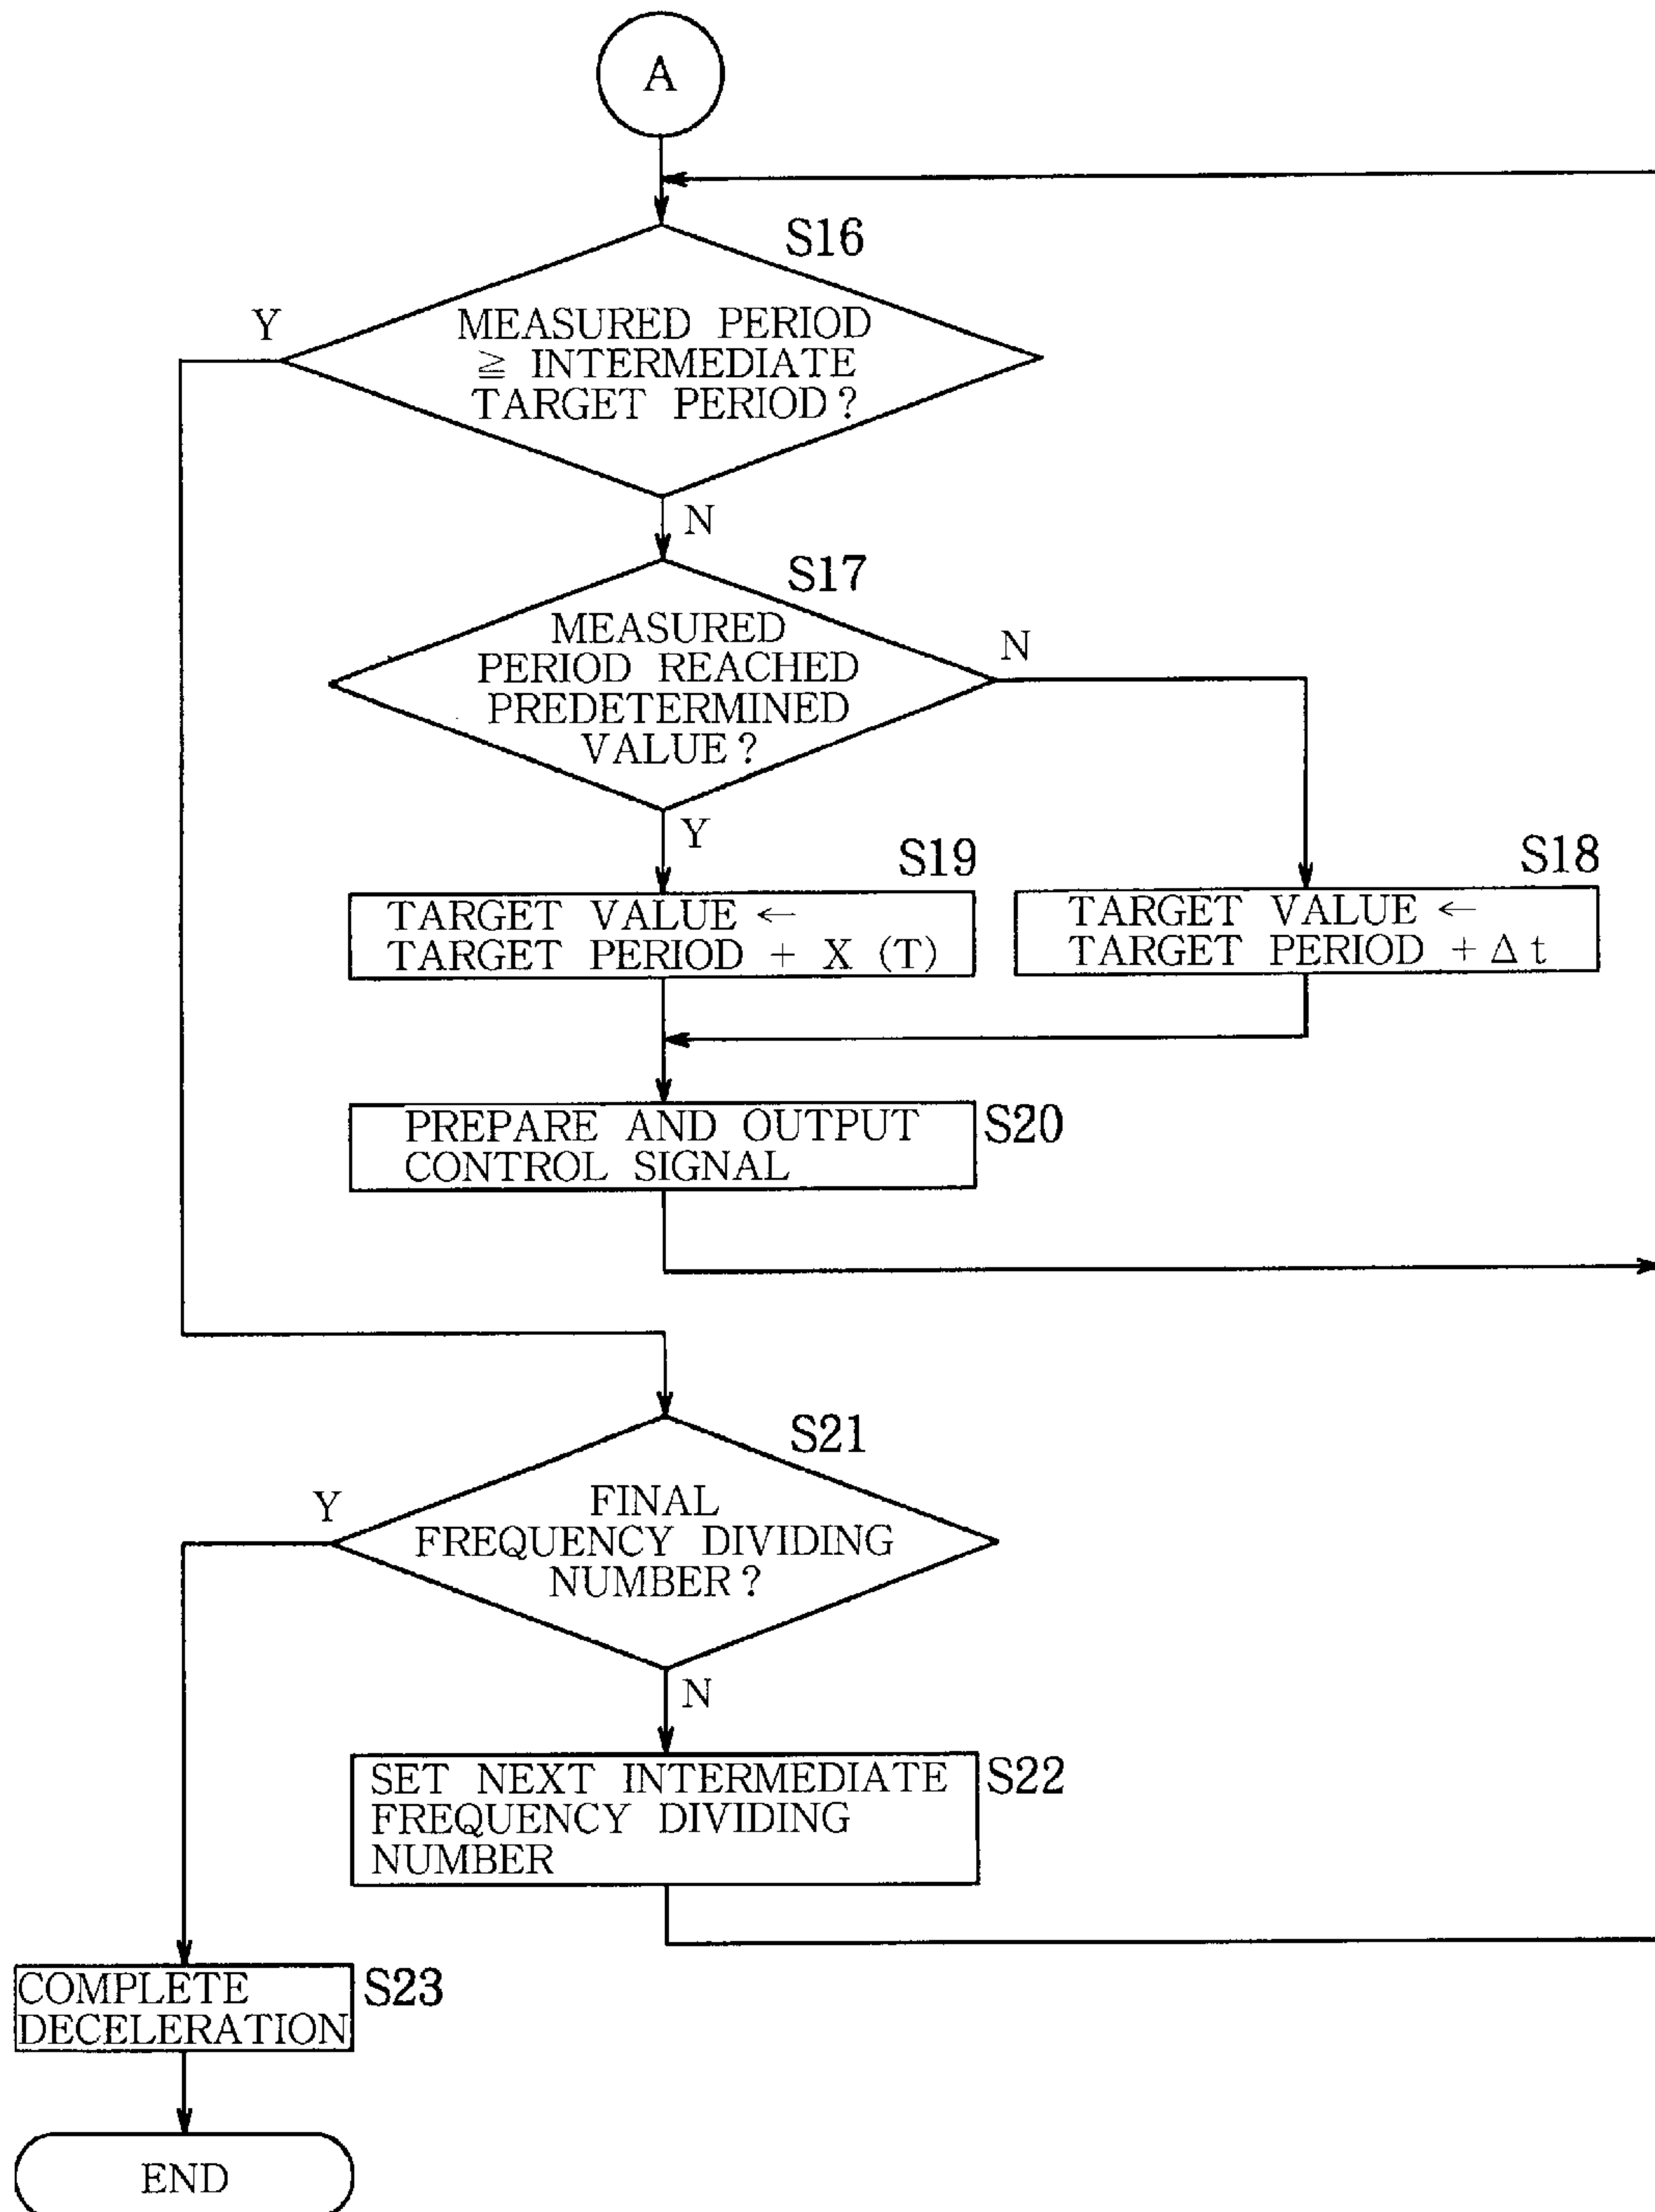 A
S16
Y
MEASURED PERIOD
≧ INTERMEDIATE
TARGET PERIOD?
N
S17
MEASURED
PERIOD REACHED
PREDETERMINED
VALUE?
N
Y
S19
TARGET VALUE ←
TARGET PERIOD + X (T)
S18
TARGET VALUE ←
TARGET PERIOD + Δt
PREPARE AND OUTPUT
CONTROL SIGNAL
S20
S21
Y
FINAL
FREQUENCY DIVIDING
NUMBER?
N
SET NEXT INTERMEDIATE
FREQUENCY DIVIDING
NUMBER
S22
COMPLETE
DECELERATION
S23
END